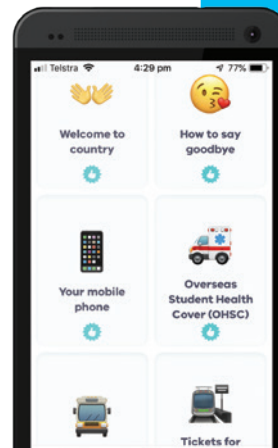 Telstra 4:29 pm 77%
Welcome to
country
How to say
goodbye
Your mobile
phone
Overseas
Student Health
Cover (OHSC)
Tickets for